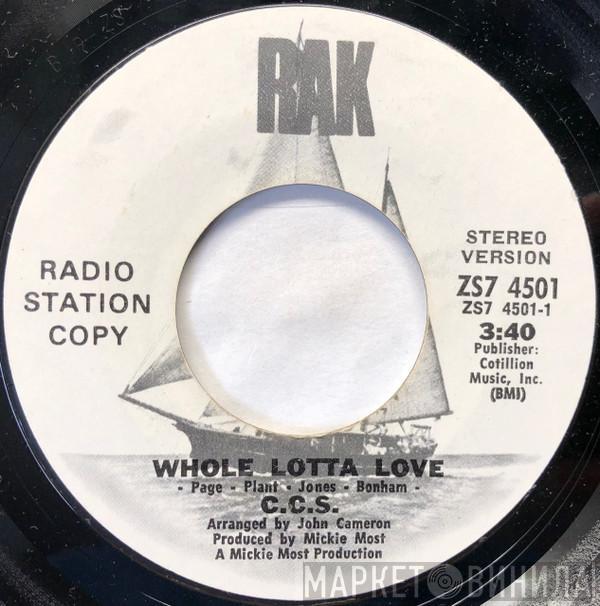 RAK
RADIO
STATION
COPY
STEREO
VERSION
ZS7 4501
ZS7 4501-1
3:40
Publisher:
Cotillion
Music, Inc.
(BMI)
WHOLE LOTTA LOVE
- Page - Plant - Jones - Bonham -
C.C.S.
Arranged by John Cameron
Produced by Mickie Most
A Mickie Most Production
МАРКЕТ ВИНИЛА